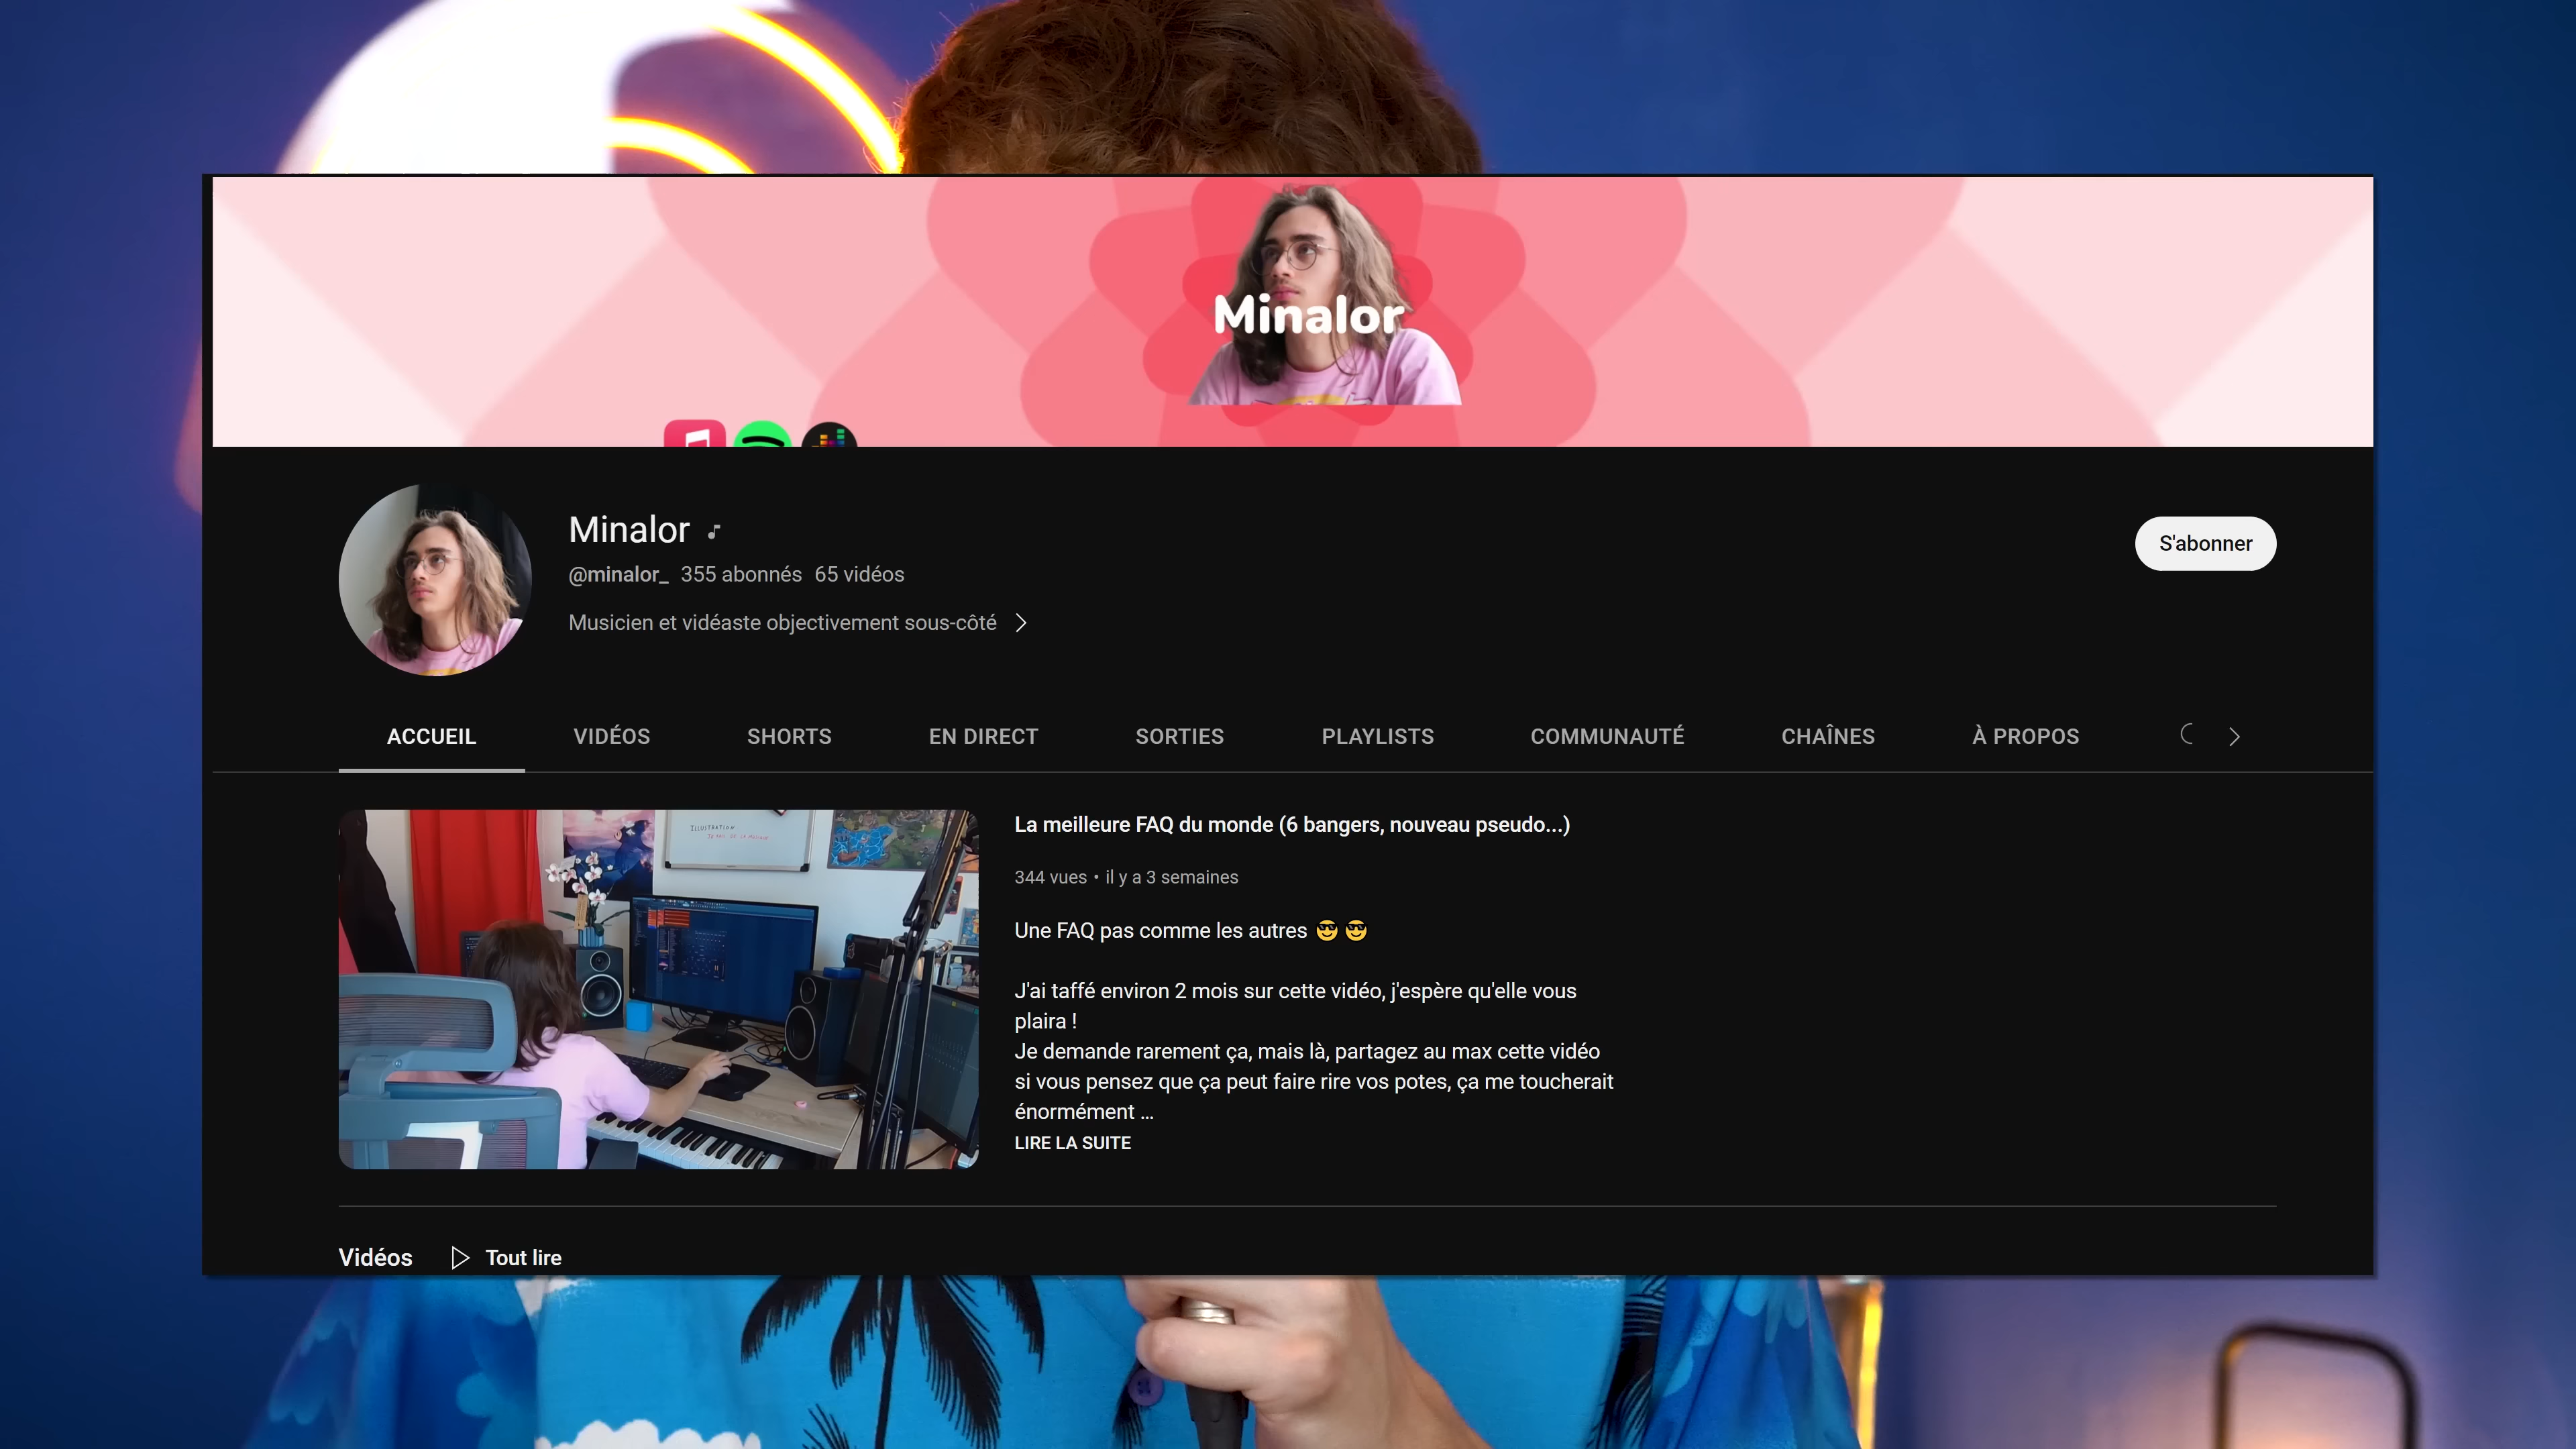 Minalor
Minalor
@minalor_ 355 abonnés 65 vidéos
Musicien et vidéaste objectivement sous-côté
S'abonner
ACCUEIL VIDÉOS SHORTS EN DIRECT SORTIES PLAYLISTS COMMUNAUTÉ CHAÎNES À PROPOS
ILLUSTRATION
La meilleure FAQ du monde (6 bangers, nouveau pseudo...)
344 vues • il y a 3 semaines
Une FAQ pas comme les autres 😎 😎
J'ai taffé environ 2 mois sur cette vidéo, j'espère qu'elle vous
plaira !
Je demande rarement ça, mais là, partagez au max cette vidéo
si vous pensez que ça peut faire rire vos potes, ça me toucherait
énormément ...
LIRE LA SUITE
Vidéos Tout lire